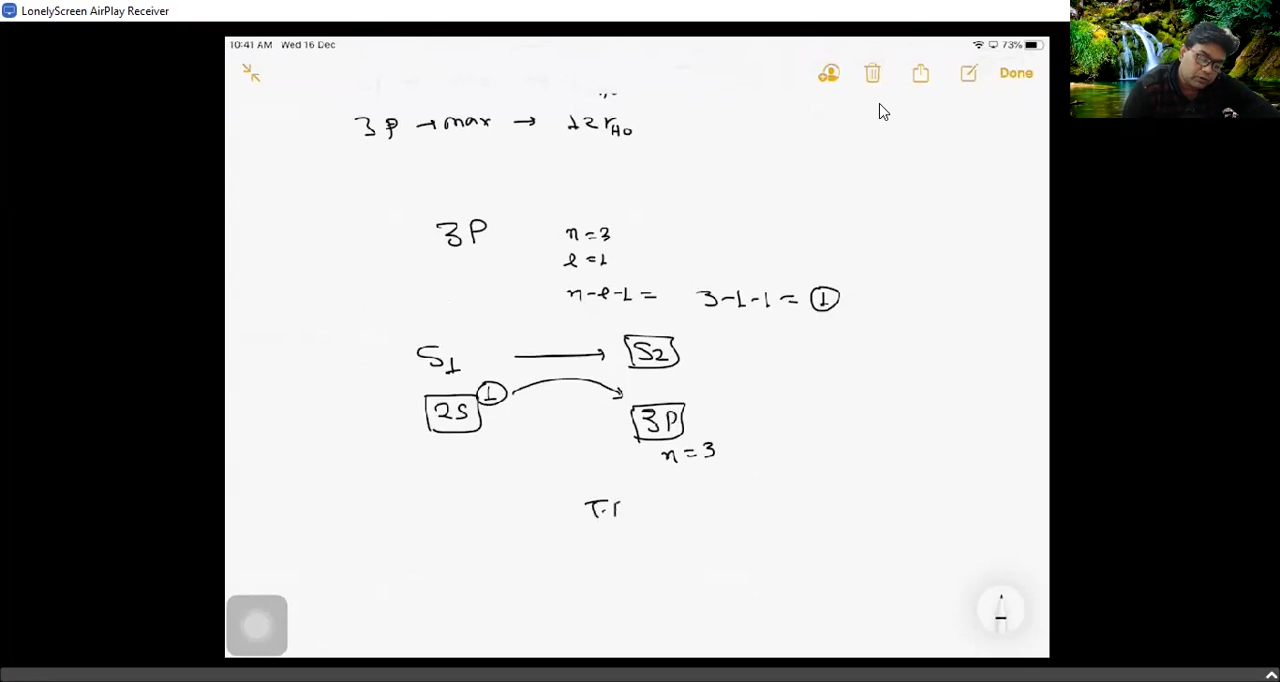 LonelyScreen AirPlay Receiver
10:41 AM Wed 16 Dec
73%
Done
3p → max → 12 r
3P
n = 3
l = 1
n-l-1 = 3-1-1 = 1
S1 → S2
2S 1 → 3P
n = 3
T.